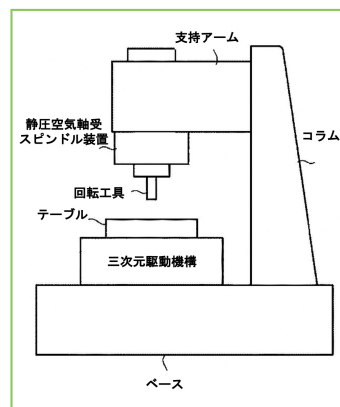 支持アーム
静圧空気軸受
スピンドル装置
コラム
回転工具
テーブル
三次元駆動機構
ベース